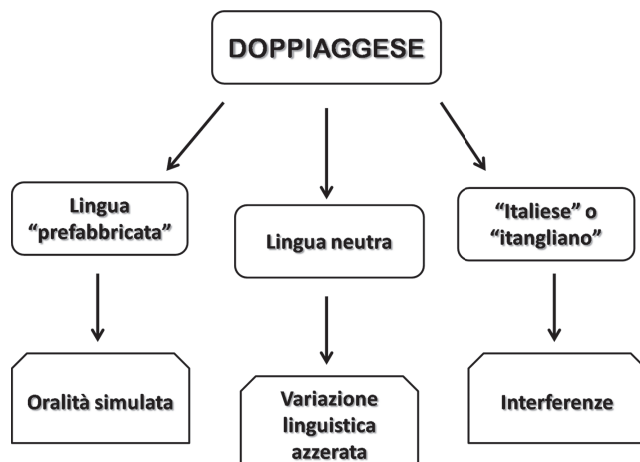 DOPPIAGGESE
Lingua
“prefabbricata”
Lingua neutra
“Italiese” o
“itangliano”
Oralità simulata
Variazione
linguistica
azzerata
Interferenze